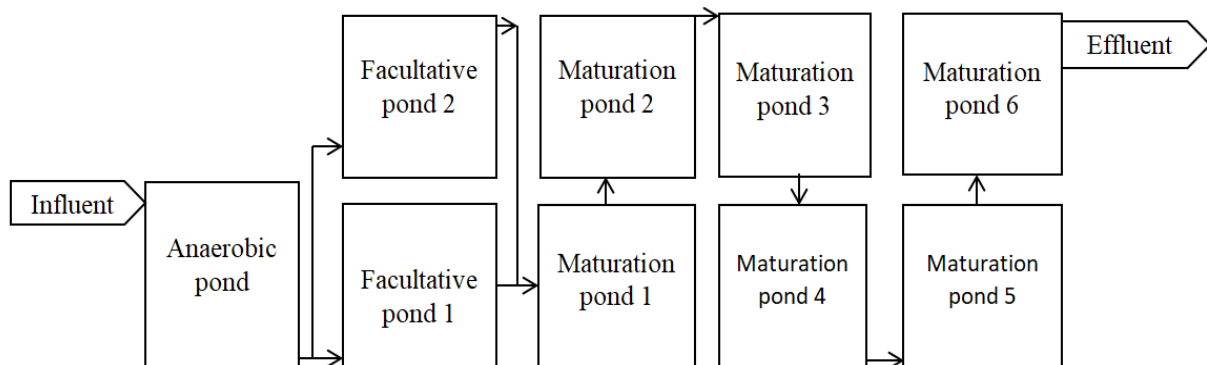 Influent
Anaerobic
pond
Facultative
pond 2
Facultative
pond 1
Maturation
pond 2
Maturation
pond 1
Maturation
pond 3
Maturation
pond 4
Maturation
pond 6
Maturation
pond 5
Effluent